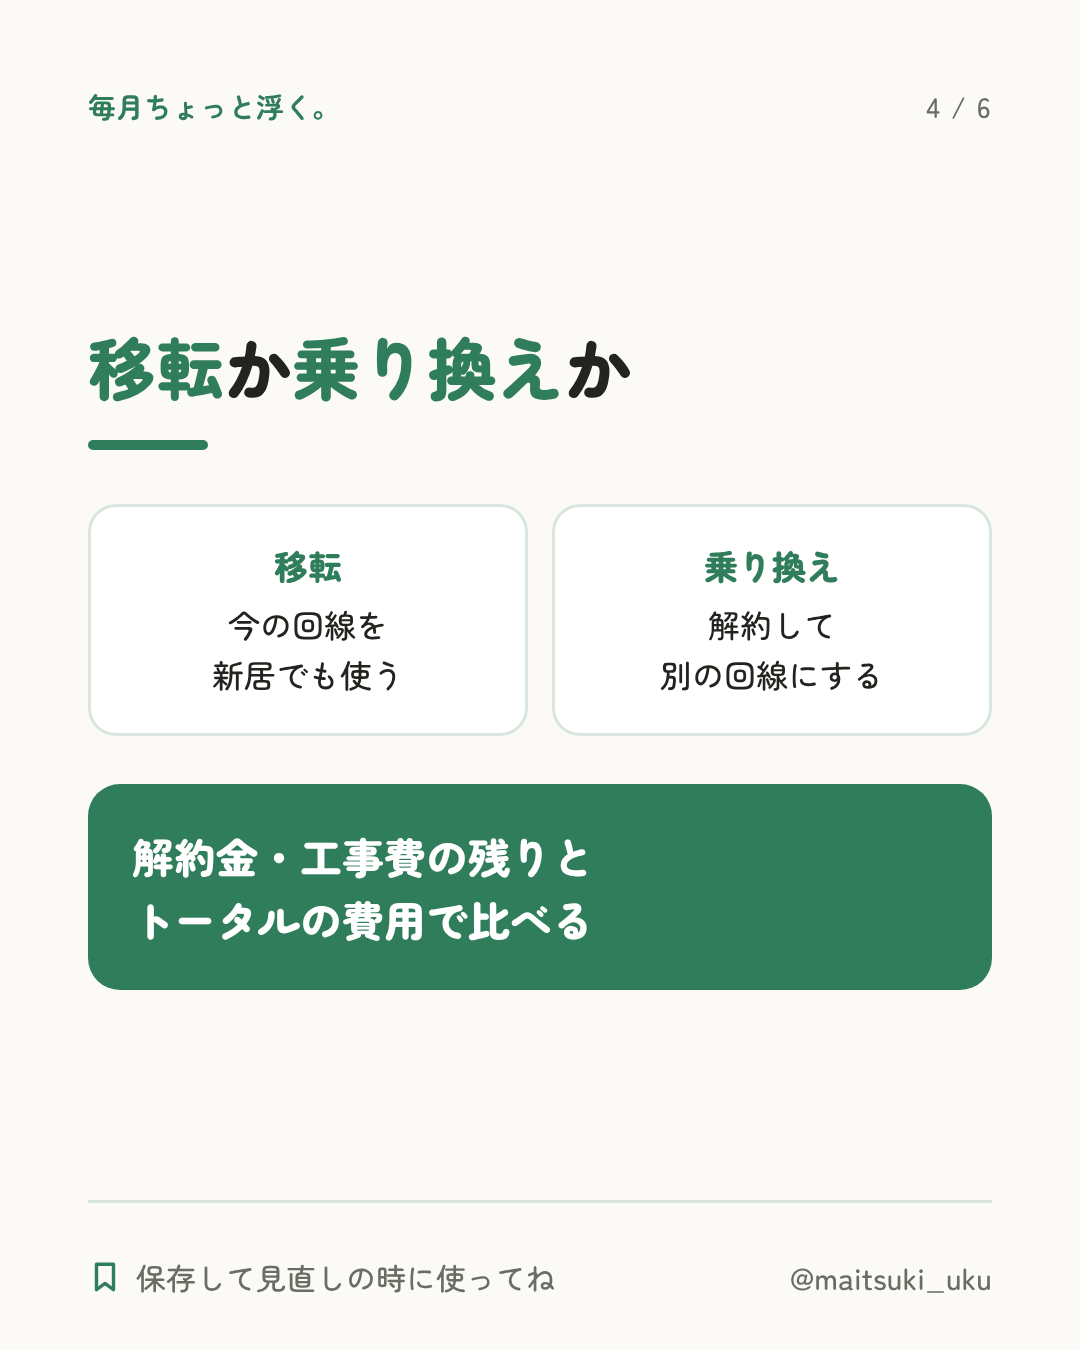 毎月ちょっと浮く。
4 / 6
移転か乗り換えか
移転
今の回線を
新居でも使う
乗り換え
解約して
別の回線にする
解約金・工事費の残りと
トータルの費用で比べる
保存して見直しの時に使ってね
@maitsuki_uku